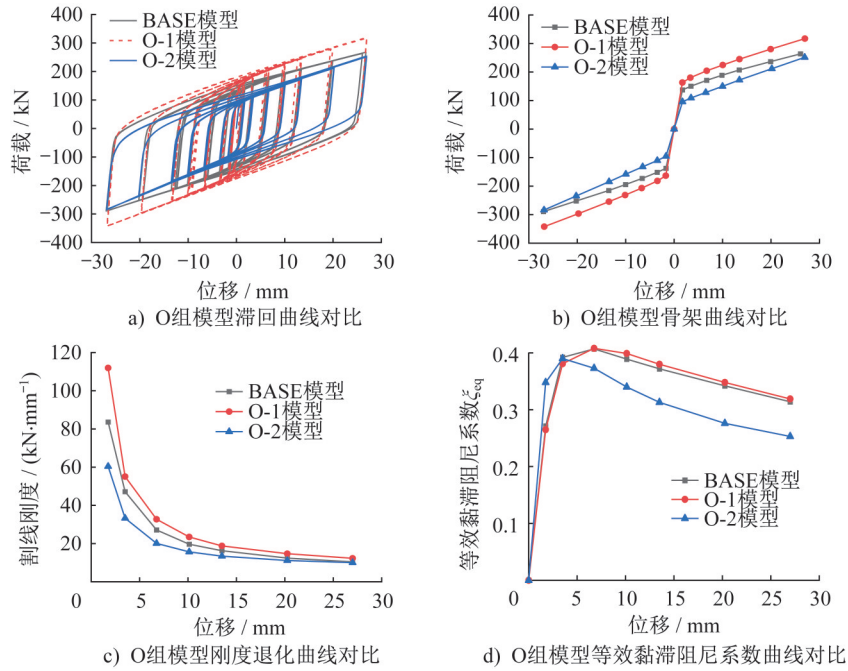 400
300
200
100
0
−100
−200
−300
−400
荷载 / kN
BASE模型
O-1模型
O-2模型
−30 −20 −10 0 10 20 30
位移 / mm
a) O组模型滞回曲线对比
400
300
200
100
0
−100
−200
−300
−400
荷载 / kN
BASE模型
O-1模型
O-2模型
−30 −20 −10 0 10 20 30
位移 / mm
b) O组模型骨架曲线对比
120
100
80
60
40
20
割线刚度 / (kN·mm⁻¹)
BASE模型
O-1模型
O-2模型
0 5 10 15 20 25 30
位移 / mm
c) O组模型刚度退化曲线对比
0.4
0.3
0.2
0.1
等效黏滞阻尼系数ξeq
BASE模型
O-1模型
O-2模型
0 5 10 15 20 25 30
位移 / mm
d) O组模型等效黏滞阻尼系数曲线对比